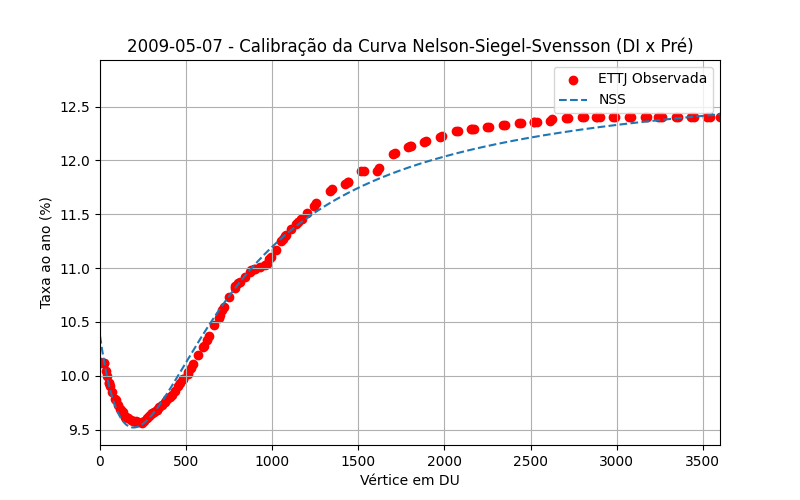 2009-05-07 - Calibração da Curva Nelson-Siegel-Svensson (DI x Pré)
ETTJ Observada
NSS
Taxa ao ano (%)
12.5
12.0
11.5
11.0
10.5
10.0
9.5
0 500 1000 1500 2000 2500 3000 3500
Vértice em DU